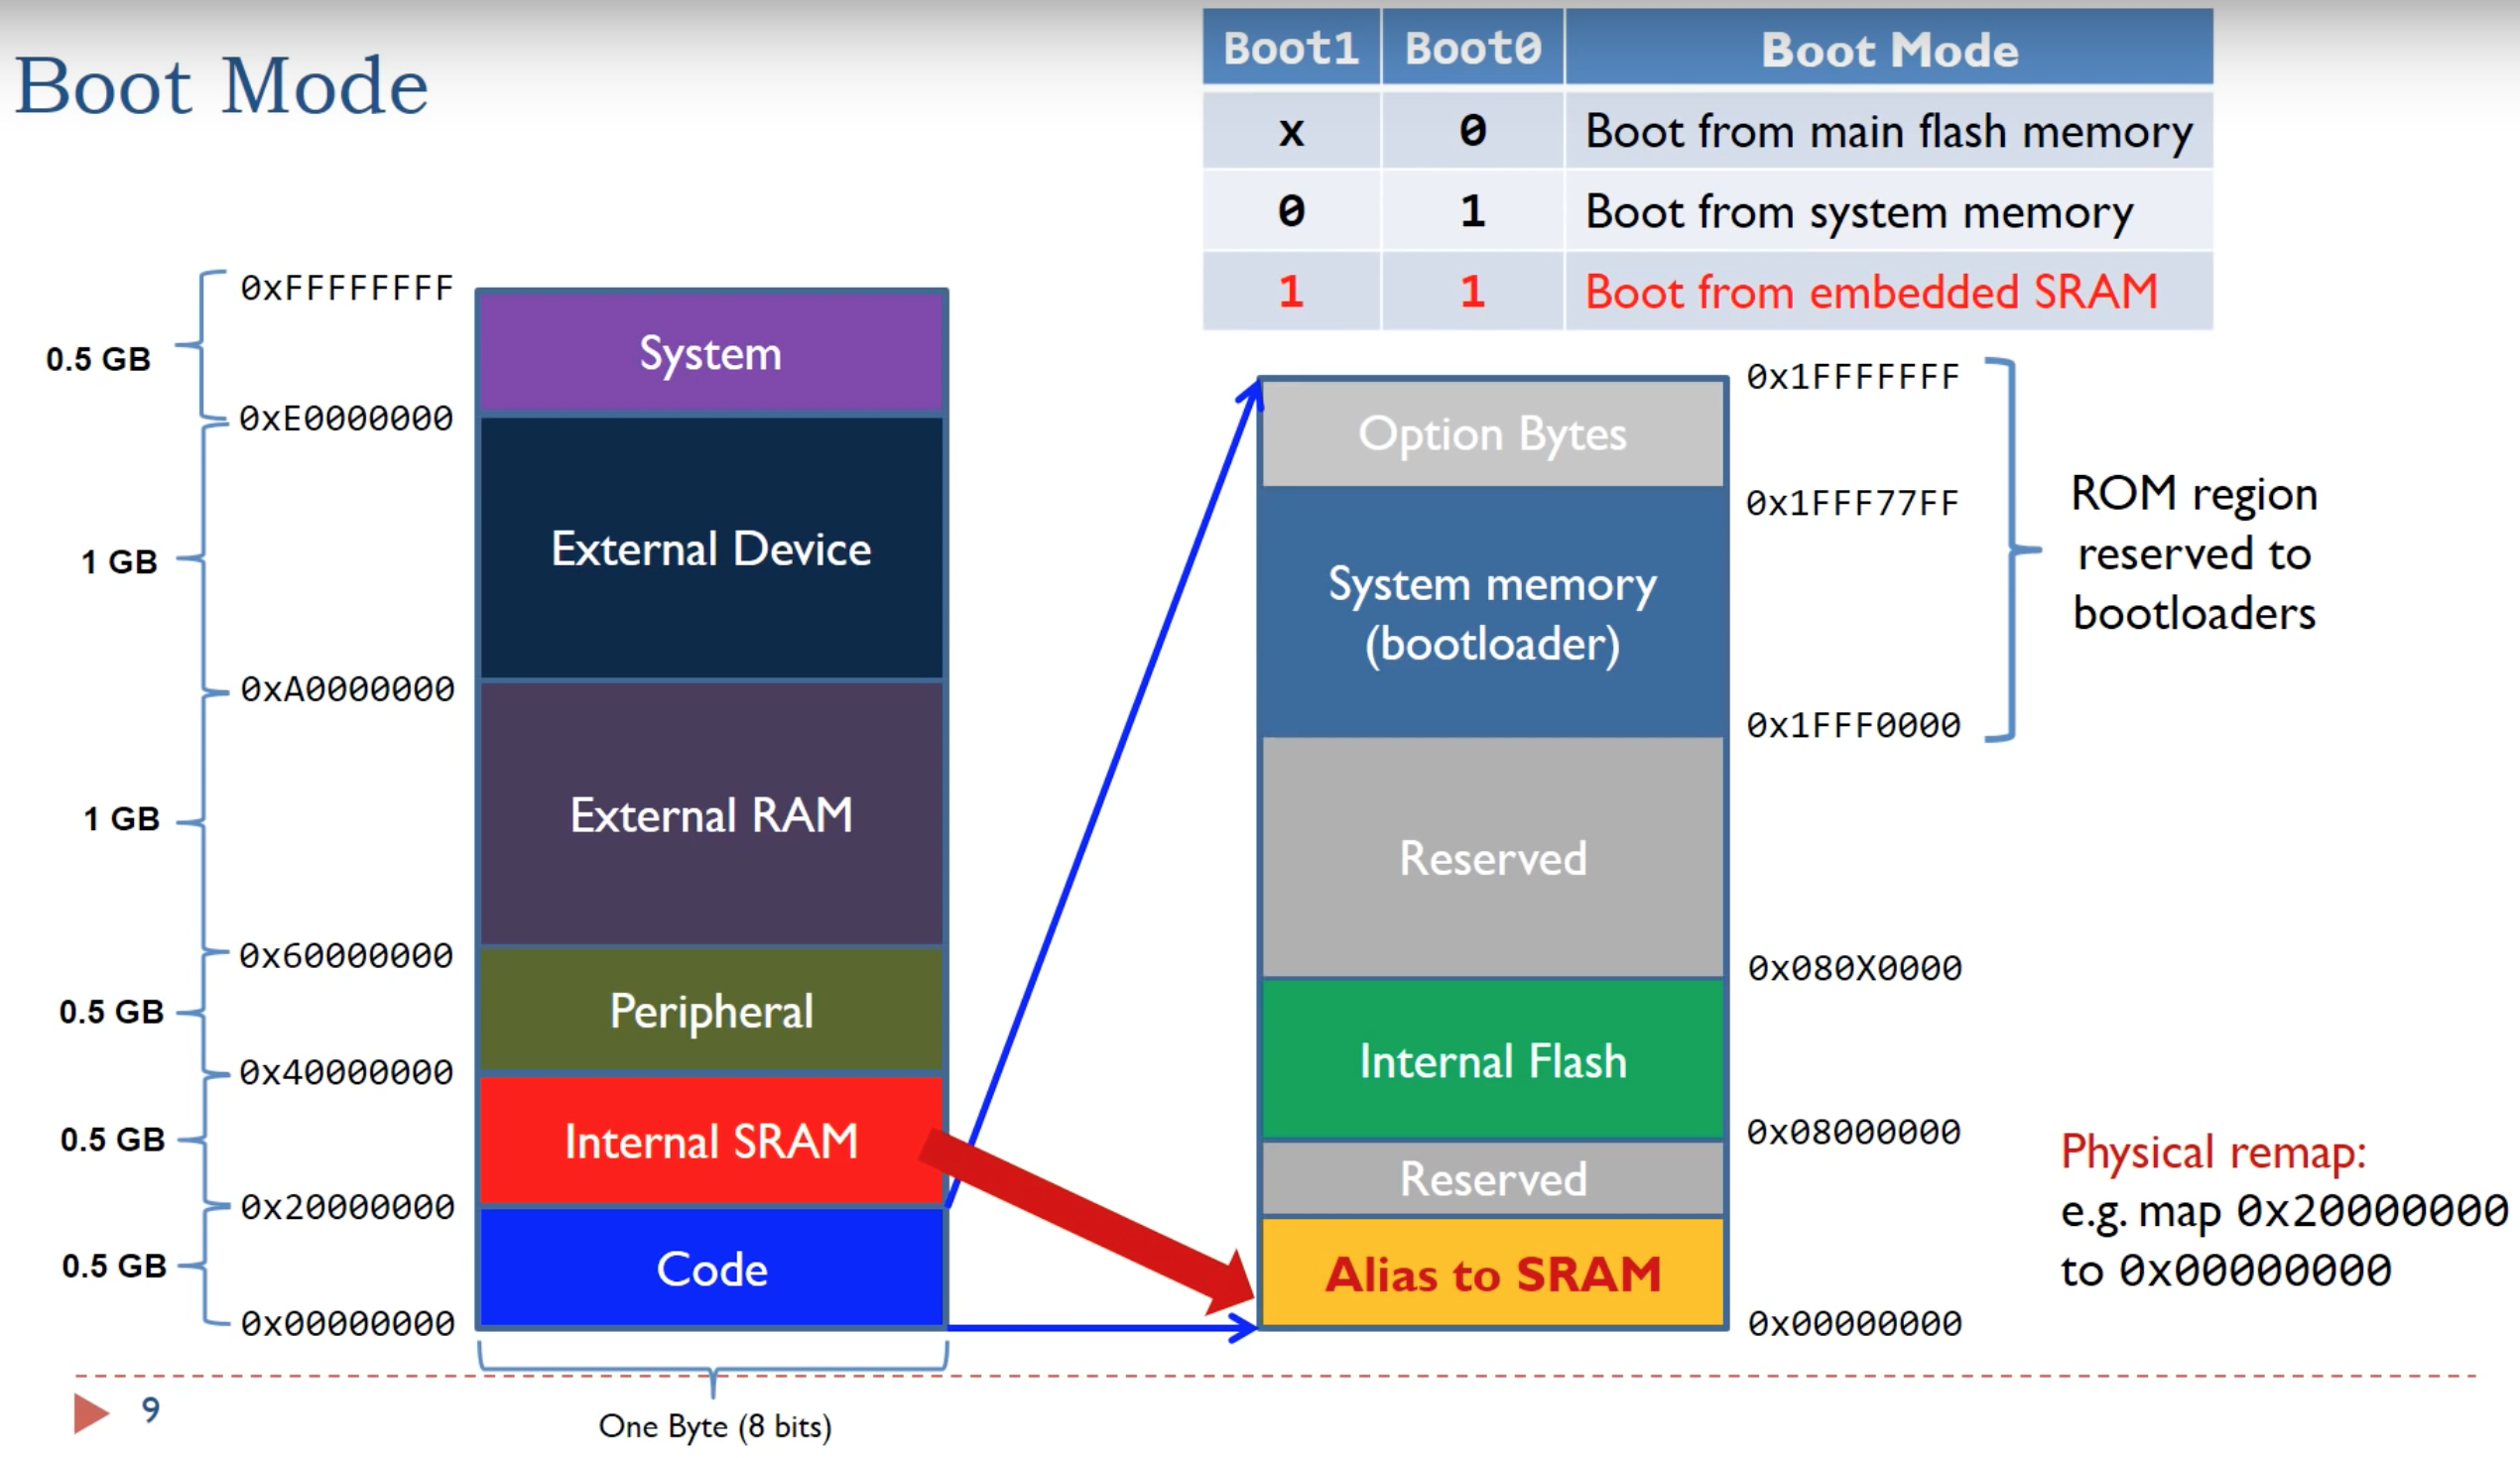 Boot Mode
Boot1 Boot0 Boot Mode
x 0 Boot from main flash memory
0 1 Boot from system memory
1 1 Boot from embedded SRAM
0xFFFFFFFF
System
0.5 GB
0xE0000000
External Device
1 GB
0xA0000000
External RAM
1 GB
0x60000000
Peripheral
0.5 GB
0x40000000
Internal SRAM
0.5 GB
0x20000000
Code
0.5 GB
0x00000000
One Byte (8 bits)
0x1FFFFFFF
Option Bytes
0x1FFF77FF
System memory
(bootloader)
0x1FFF0000
ROM region
reserved to
bootloaders
Reserved
0x080X0000
Internal Flash
0x08000000
Reserved
Alias to SRAM
0x00000000
Physical remap:
e.g. map 0x20000000
to 0x00000000
9